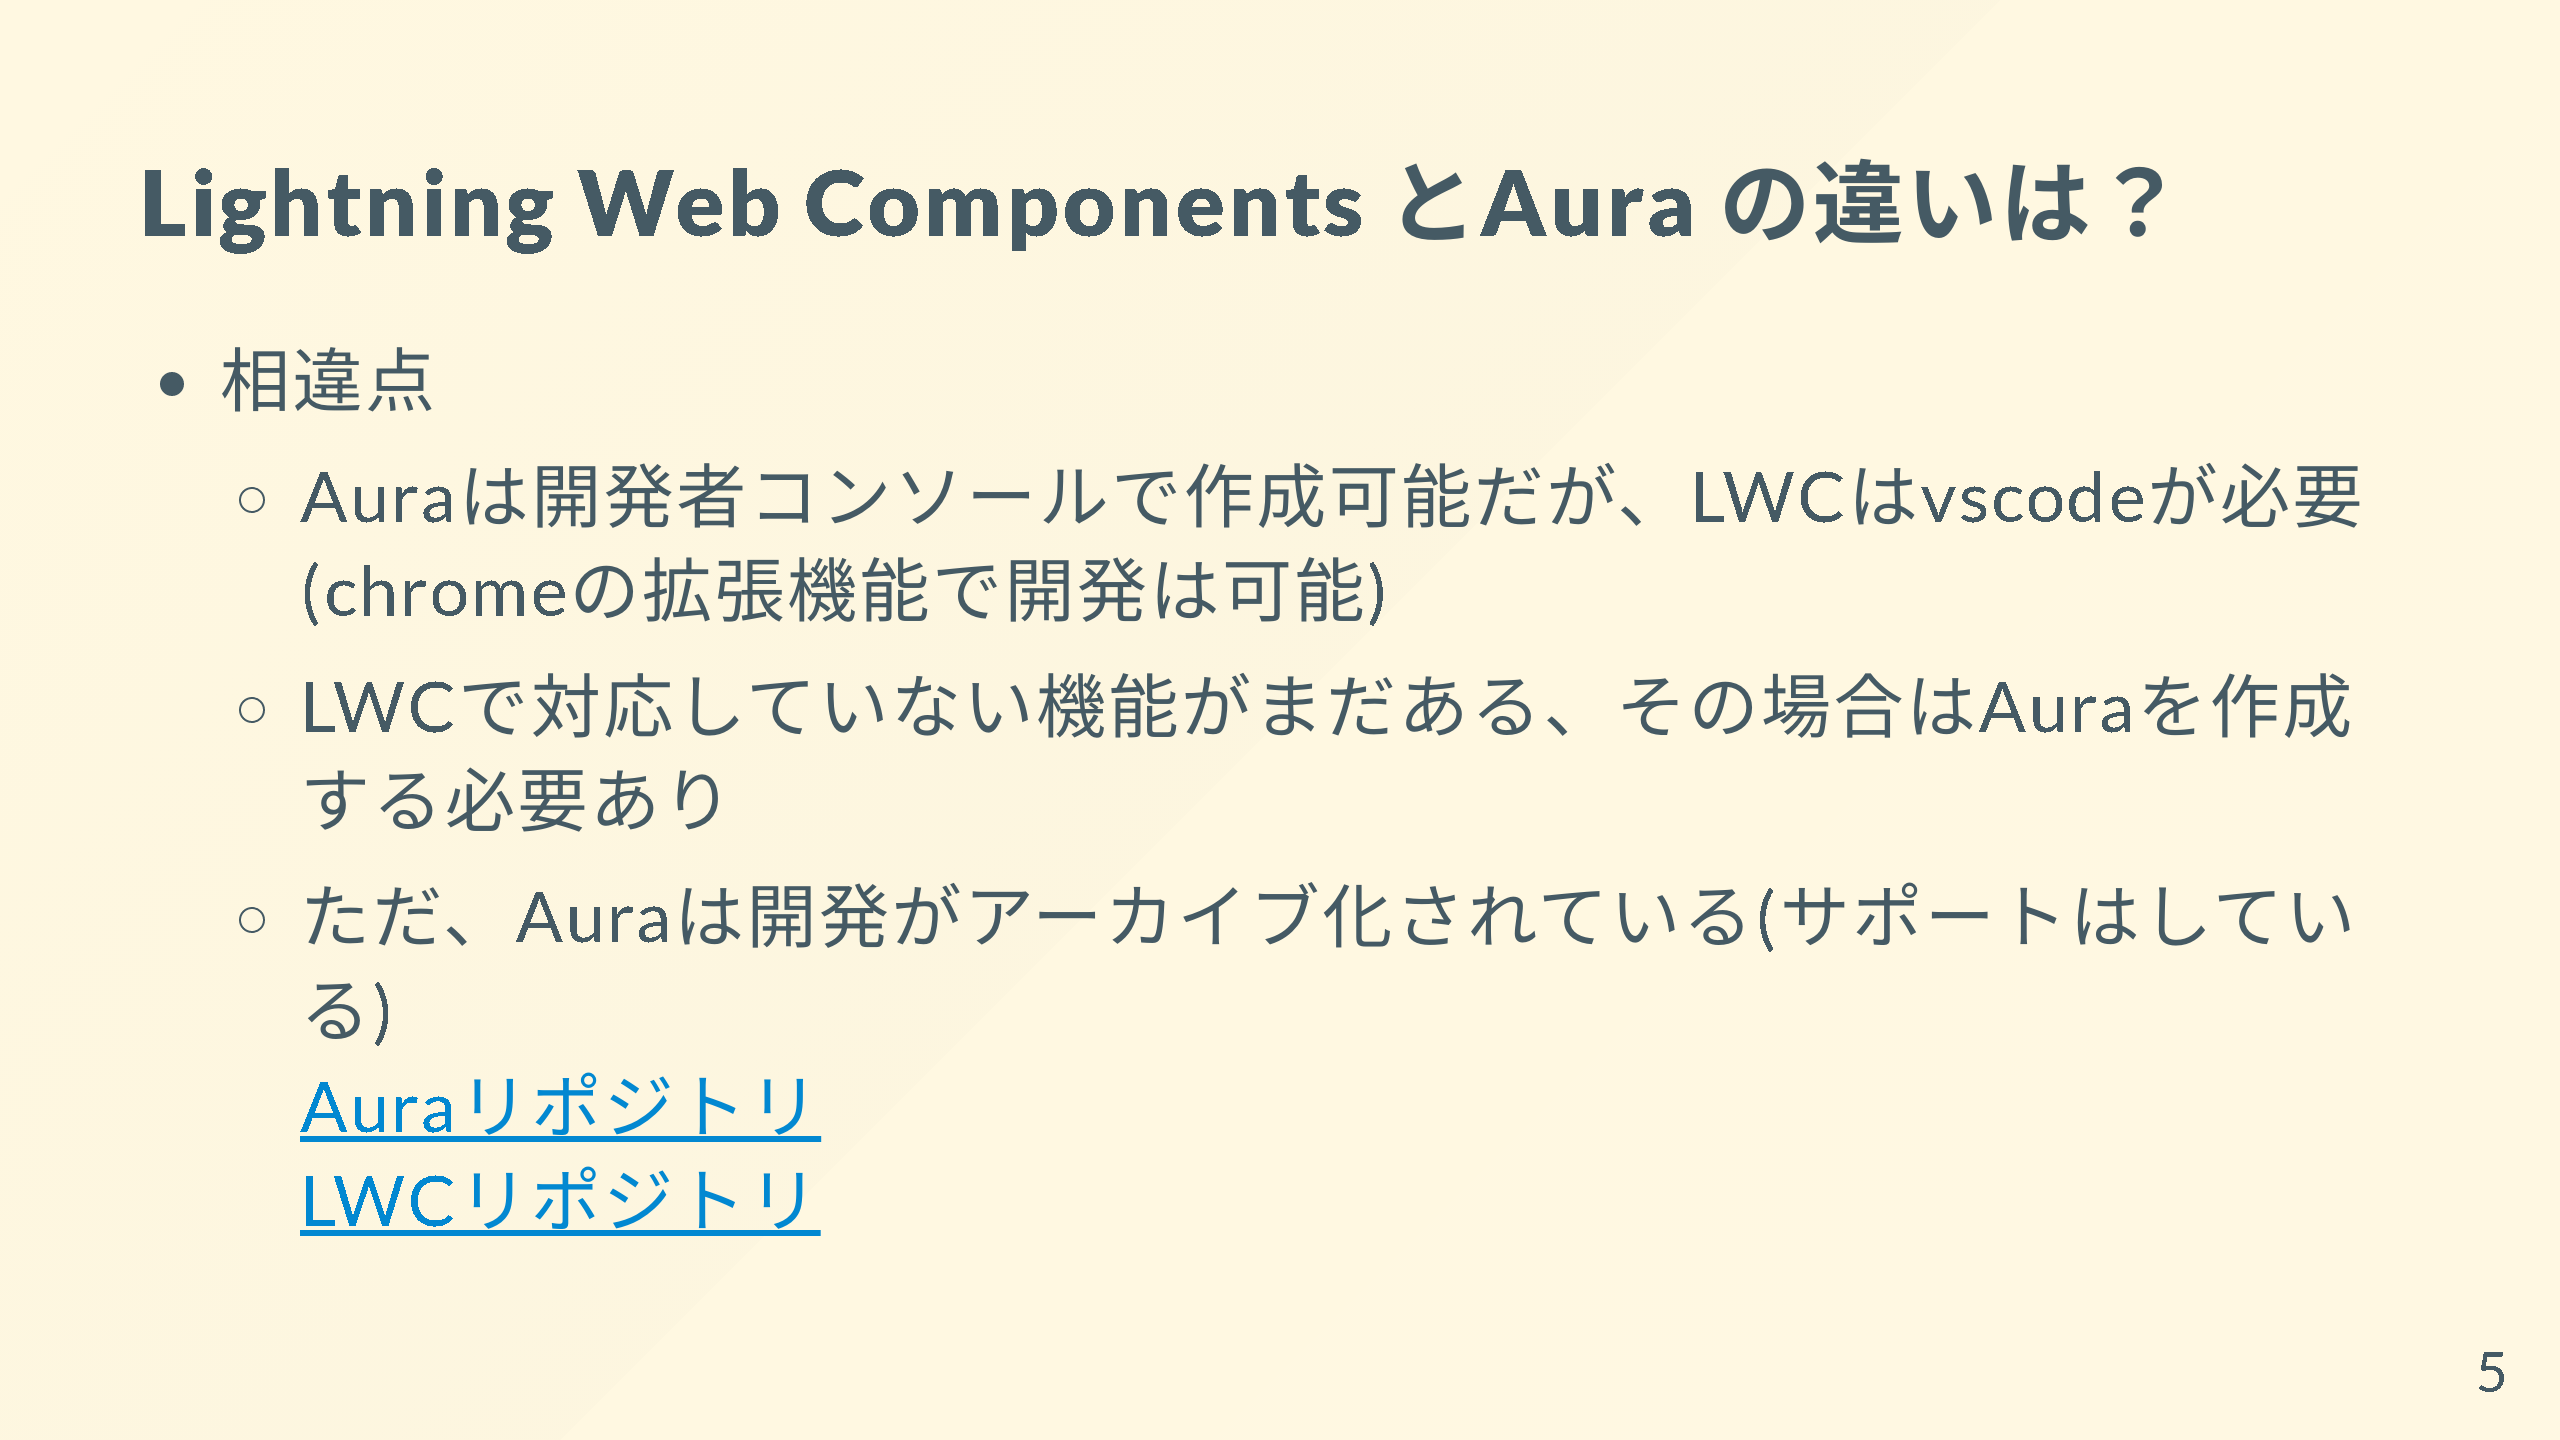 Lightning Web Components とAura の違いは？
相違点
Auraは開発者コンソールで作成可能だが、LWCはvscodeが必要
(chromeの拡張機能で開発は可能)
LWCで対応していない機能がまだある、その場合はAuraを作成
する必要あり
ただ、Auraは開発がアーカイブ化されている(サポートはしてい
る)
Auraリポジトリ
LWCリポジトリ
5